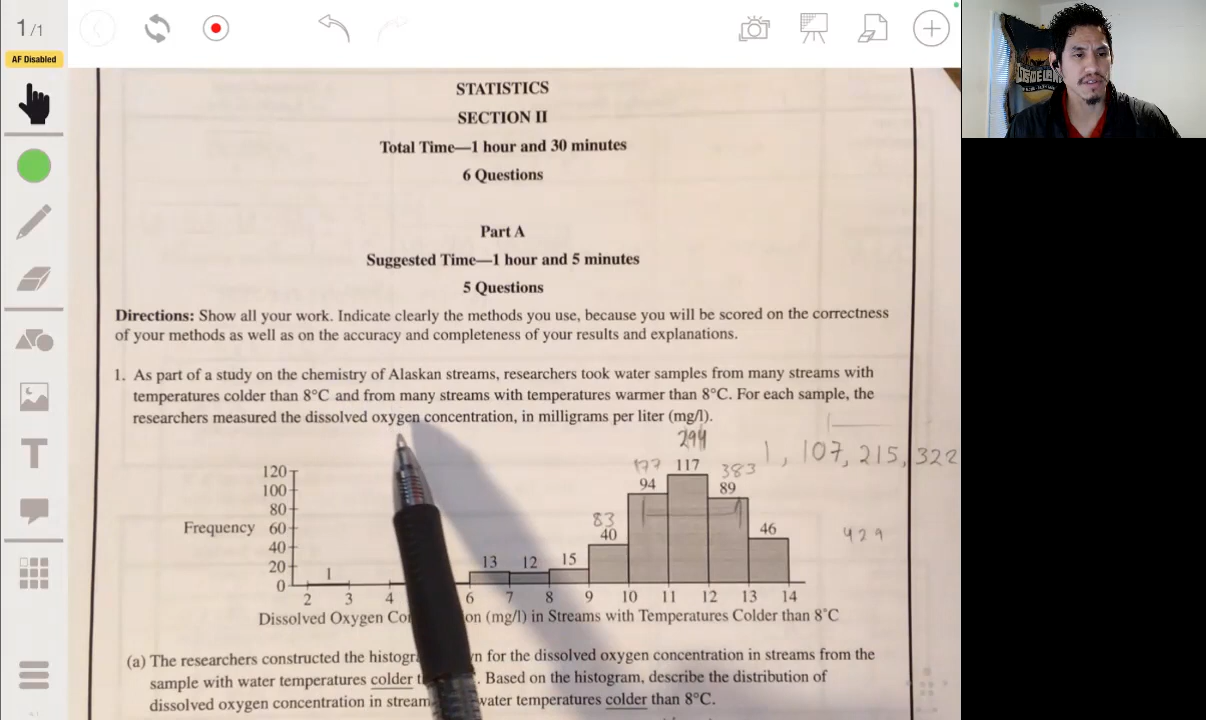 1/1
AF Disabled
STATISTICS
SECTION II
Total Time—1 hour and 30 minutes
6 Questions
Part A
Suggested Time—1 hour and 5 minutes
5 Questions
Directions: Show all your work. Indicate clearly the methods you use, because you will be scored on the correctness
of your methods as well as on the accuracy and completeness of your results and explanations.
1. As part of a study on the chemistry of Alaskan streams, researchers took water samples from many streams with
temperatures colder than 8°C and from many streams with temperatures warmer than 8°C. For each sample, the
researchers measured the dissolved oxygen concentration, in milligrams per liter (mg/l).
294
1, 107, 215, 322
120
177 117 383
100
94 89
80
83
Frequency 60
40 46 429
40
13 12 15
20
1
0
2 3 4 6 7 8 9 10 11 12 13 14
Dissolved Oxygen Co on (mg/l) in Streams with Temperatures Colder than 8°C
(a) The researchers constructed the histogr n for the dissolved oxygen concentration in streams from the
sample with water temperatures colder t . Based on the histogram, describe the distribution of
dissolved oxygen concentration in stream water temperatures colder than 8°C.
T